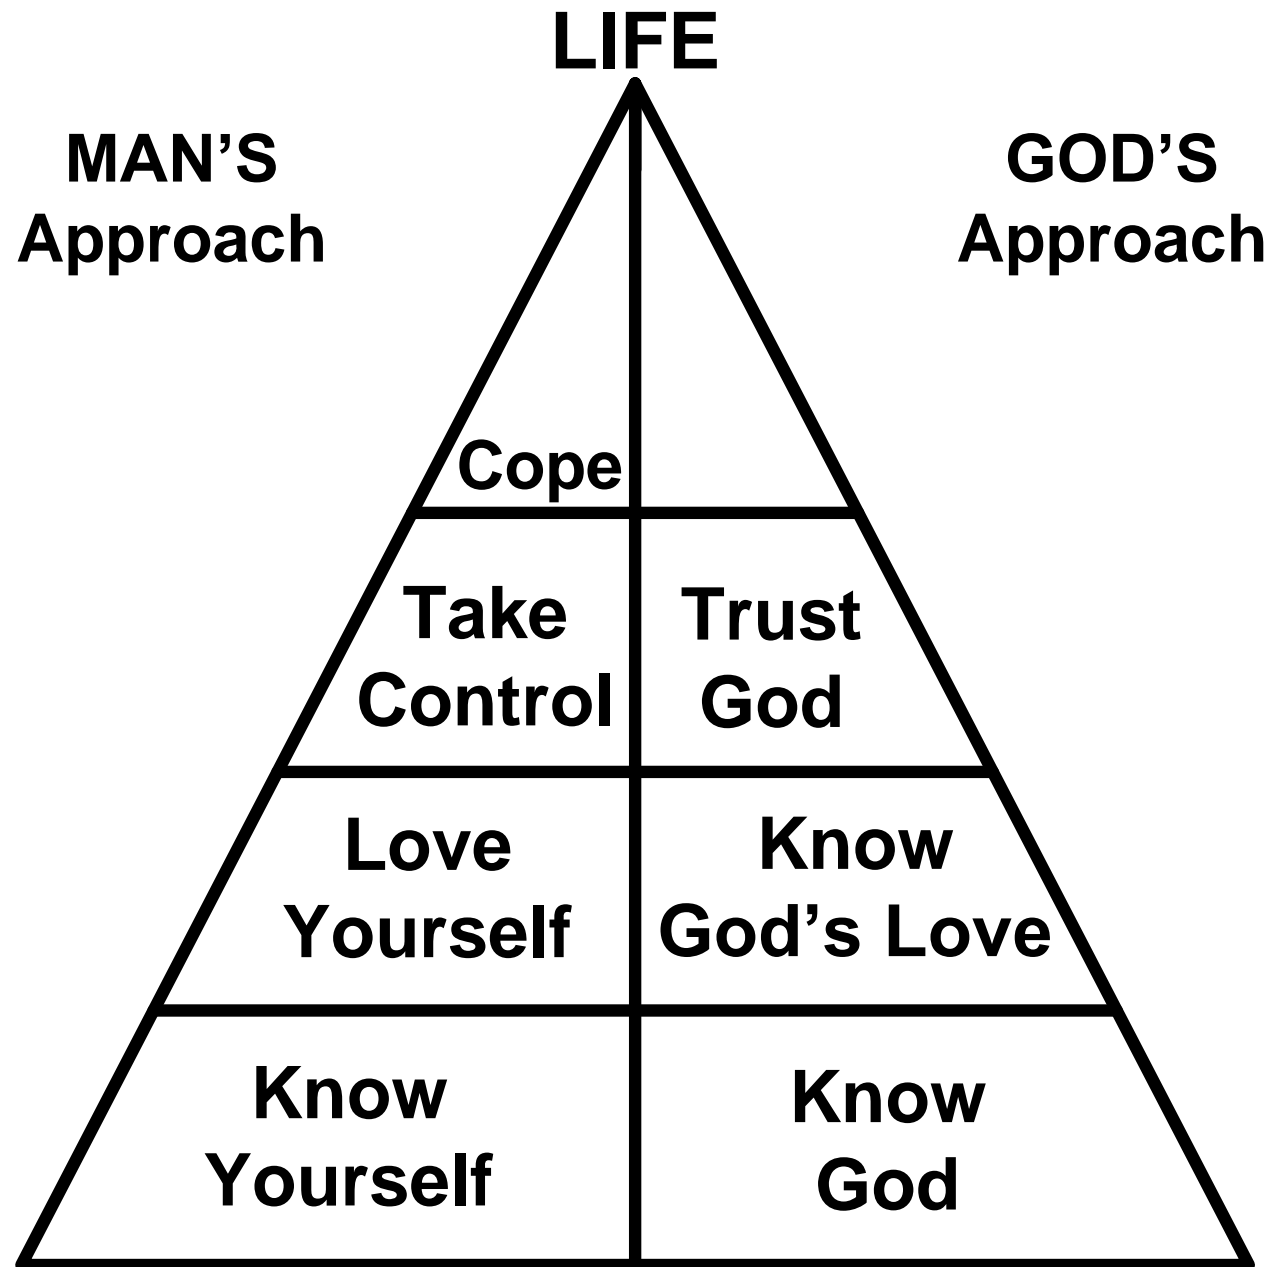 LIFE
MAN’S
Approach
GOD’S
Approach
Cope
Take
Control
Trust
God
Love
Yourself
Know
God’s Love
Know
Yourself
Know
God